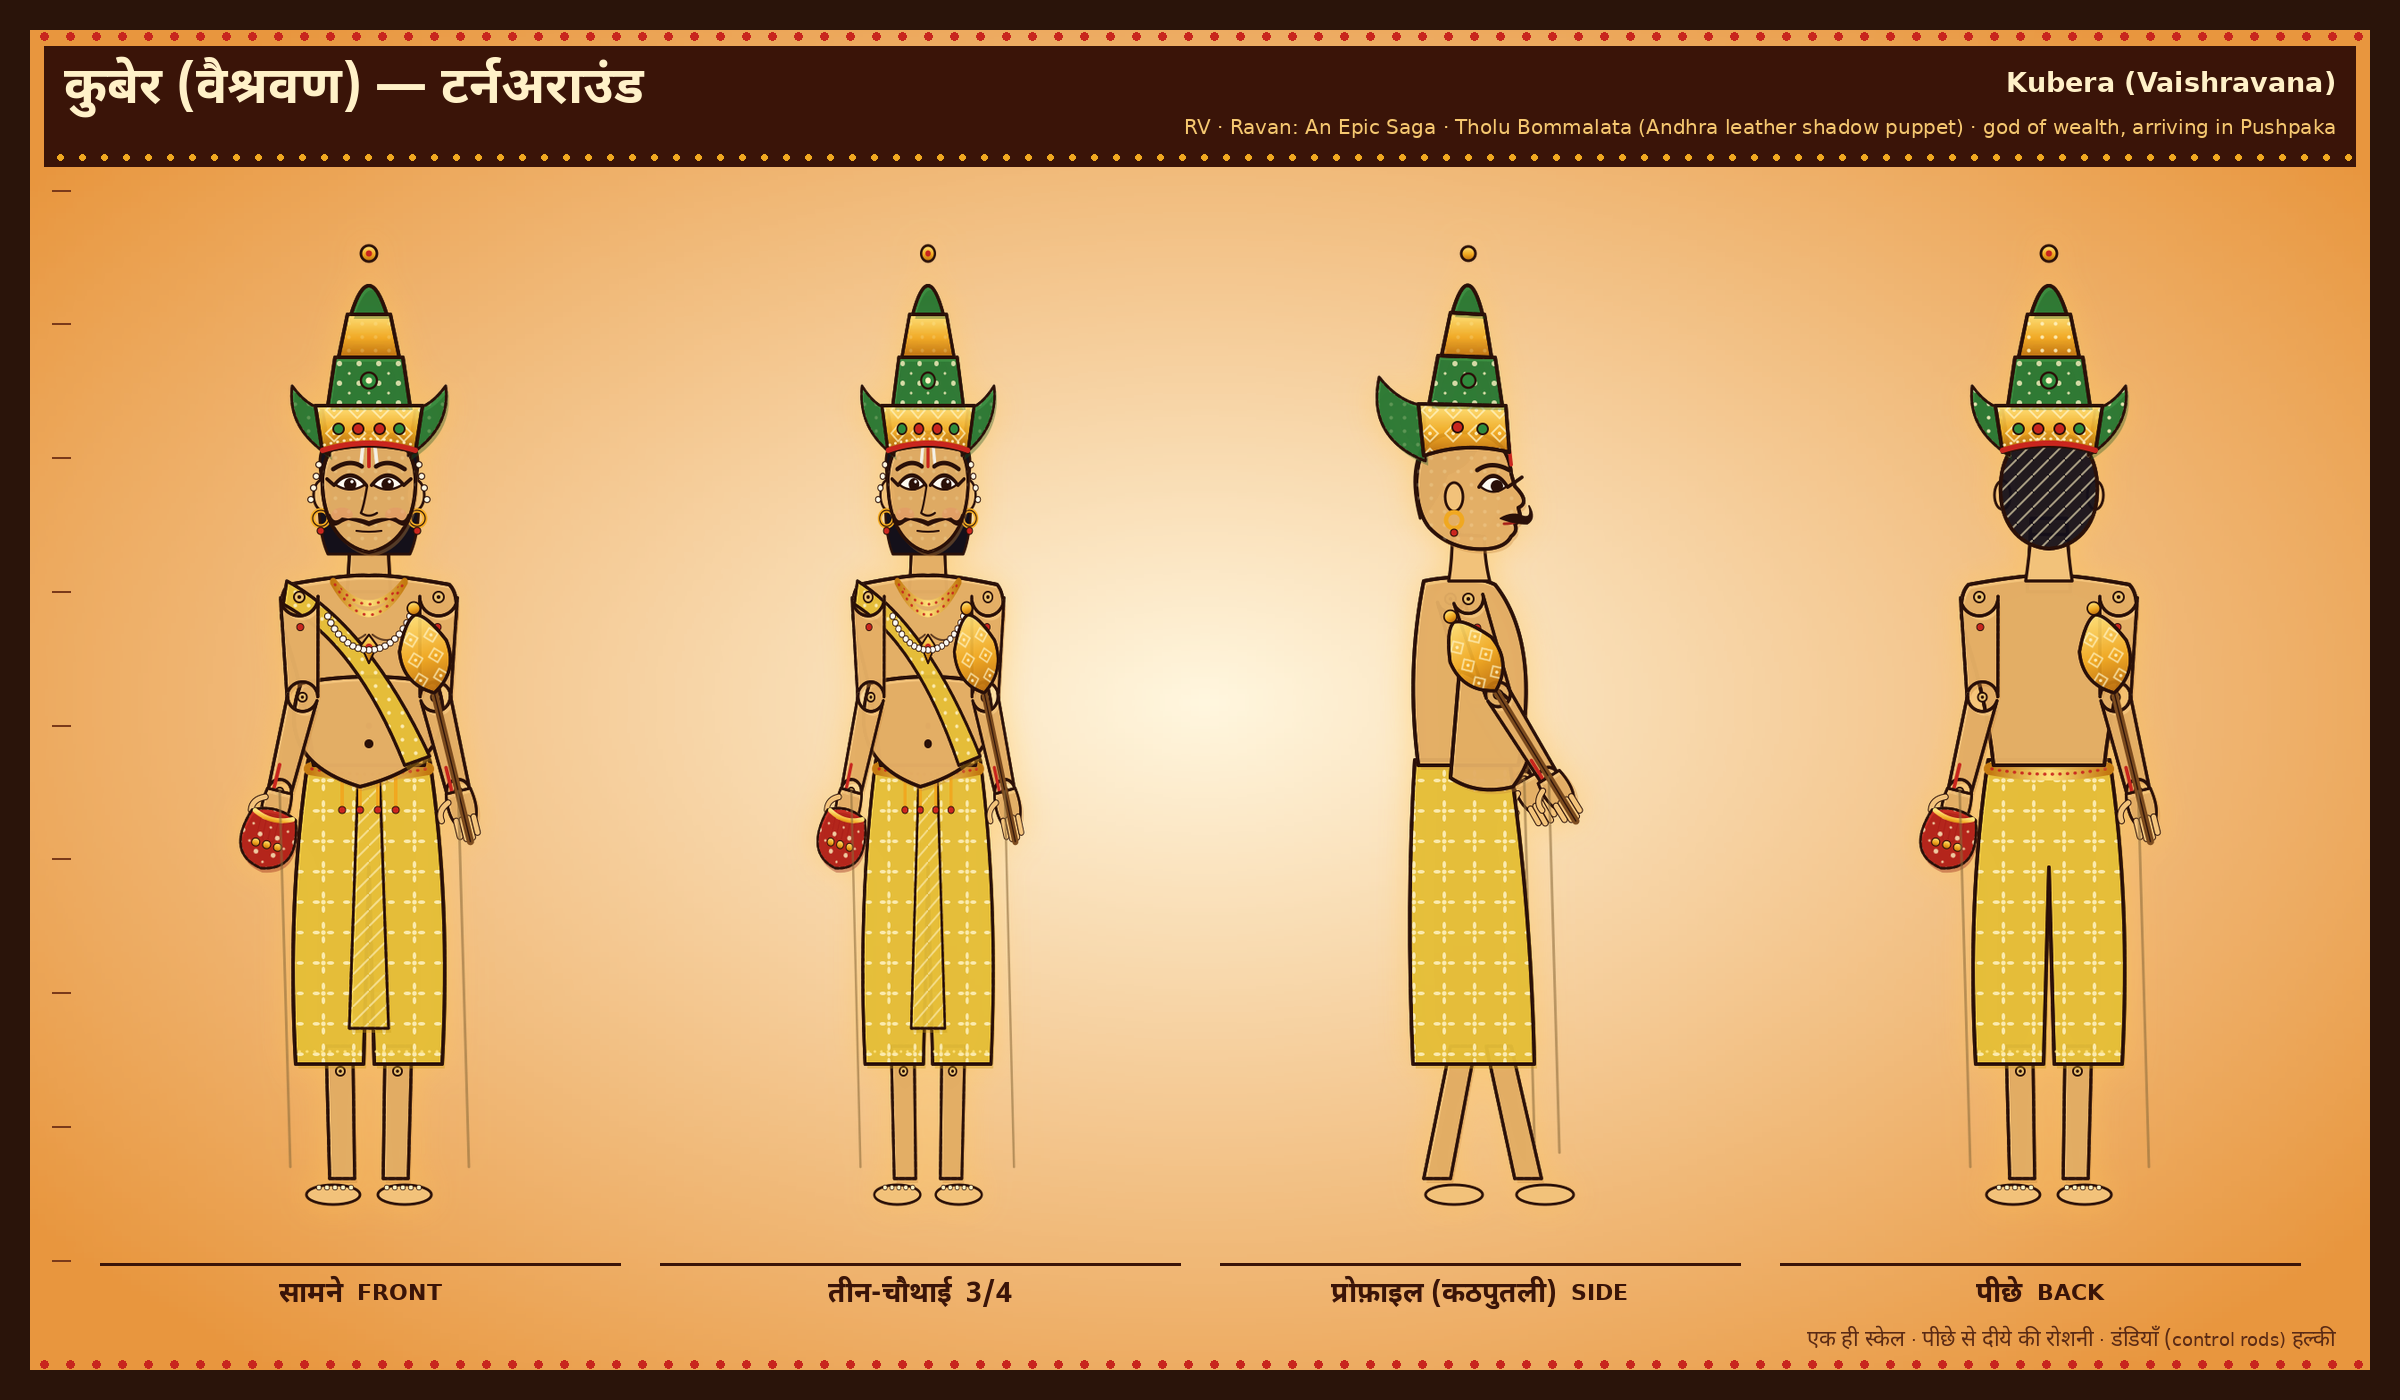 कुबेर (वैश्रवण) — टर्नअराउंड
Kubera (Vaishravana)
RV · Ravan: An Epic Saga · Tholu Bommalata (Andhra leather shadow puppet) · god of wealth, arriving in Pushpaka
सामने FRONT
तीन-चौथाई 3/4
प्रोफ़ाइल (कठपुतली) SIDE
पीछे BACK
एक ही स्केल · पीछे से दीये की रोशनी · डंडियाँ (control rods) हल्की